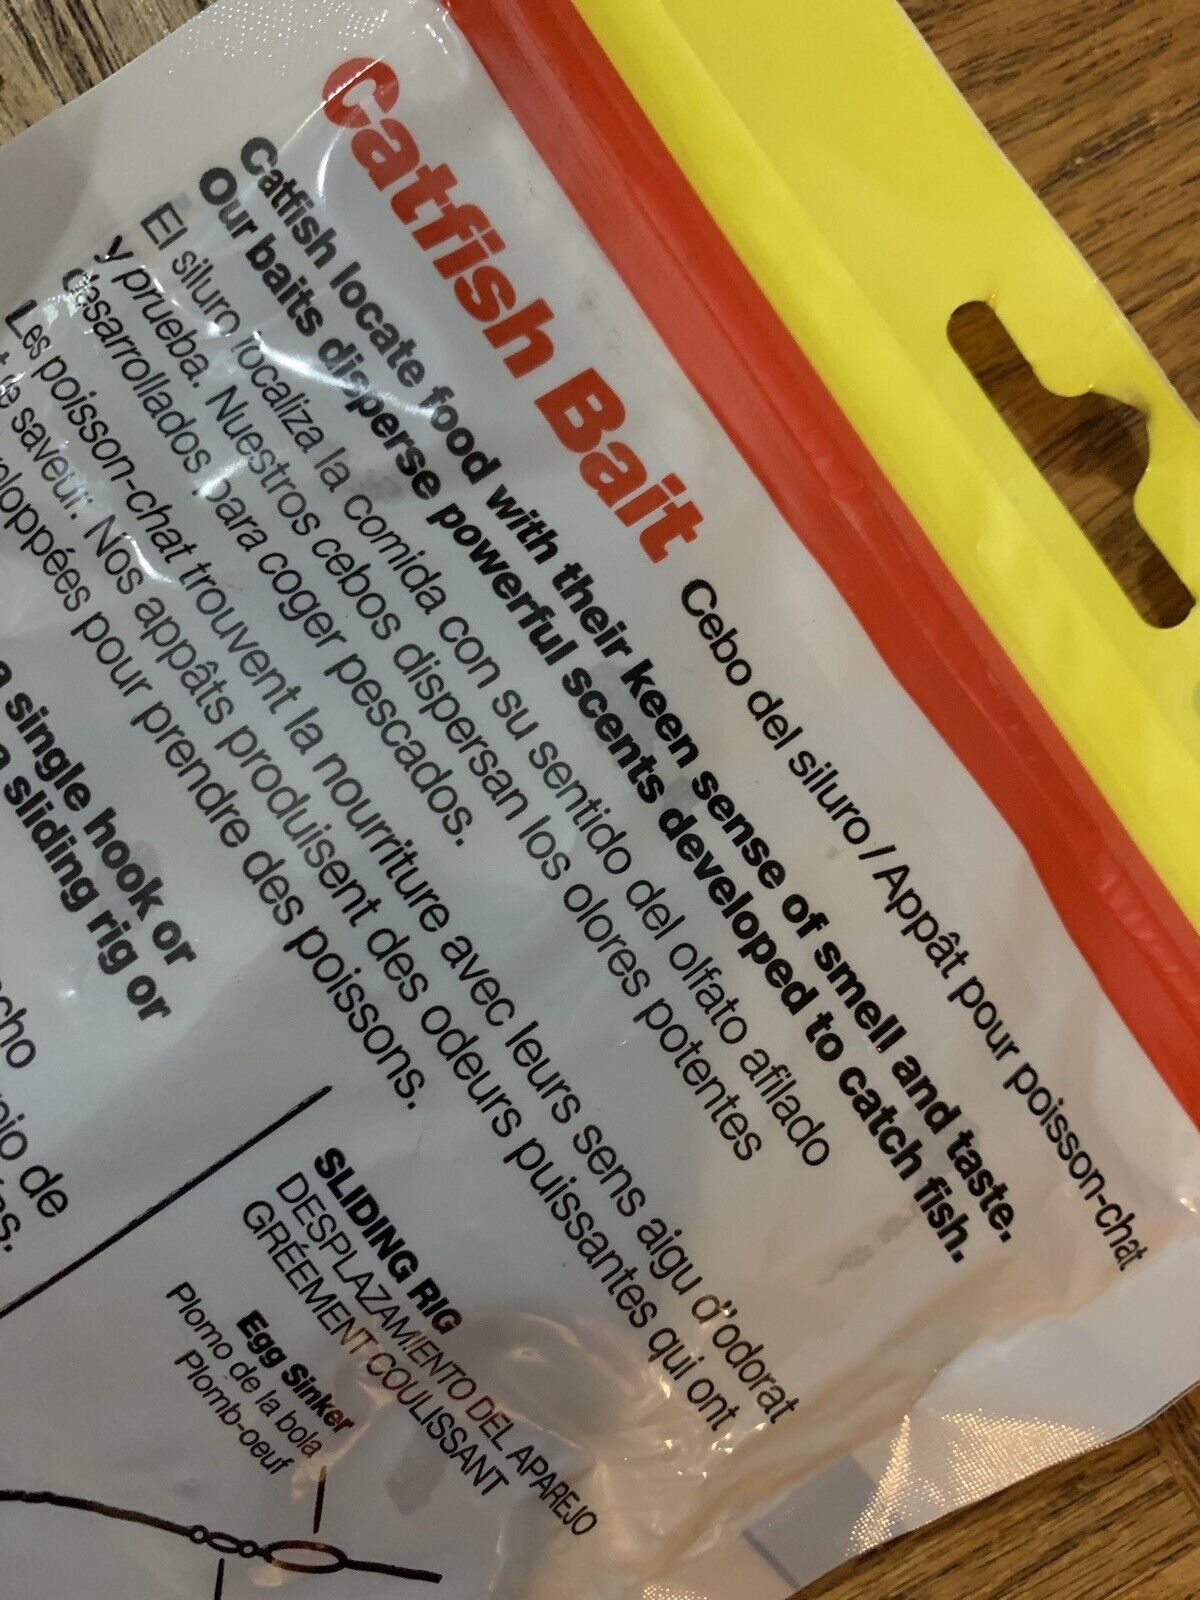 Catfish Bait Cebo del siluro / Appât pour poisson-chat
Catfish locate food with their keen sense of smell and taste.
Our baits disperse powerful scents developed to catch fish.
El siluro localiza la comida con su sentido del olfato afilado
y prueba. Nuestros cebos dispersan los olores potentes
desarrollados para coger pescados.
Les poisson-chat trouvent la nourriture avec leurs sens aigu d'odorat
saveur. Nos appâts produisent des odeurs puissantes qui ont
pour prendre des poissons.
a single hook or
a sliding rig or
de
SLIDING RIG
DESPLAZAMIENTO DEL APAREJO
GRÉEMENT COULISSANT
Egg Sinker
Plomo de la bola
Plomb-oeuf